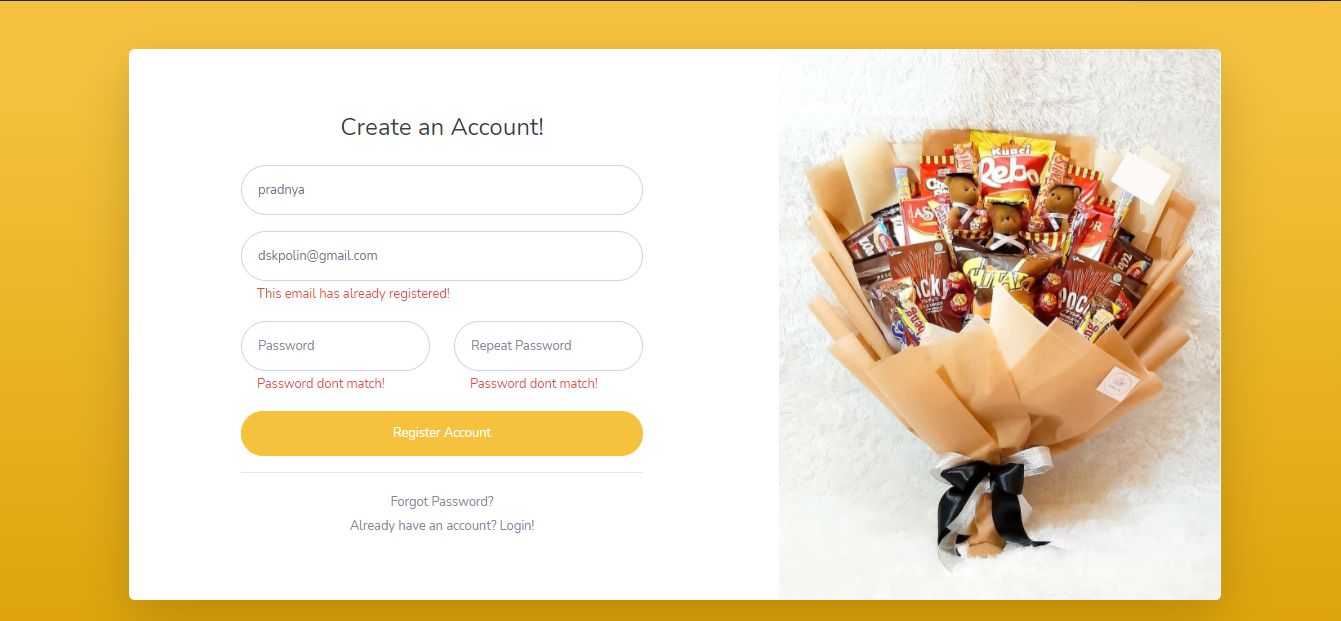 Create an Account!
pradnya
dskpolin@gmail.com
This email has already registered!
Password
Repeat Password
Password dont match!
Password dont match!
Register Account
Forgot Password?
Already have an account? Login!
Kuaci
Rebo